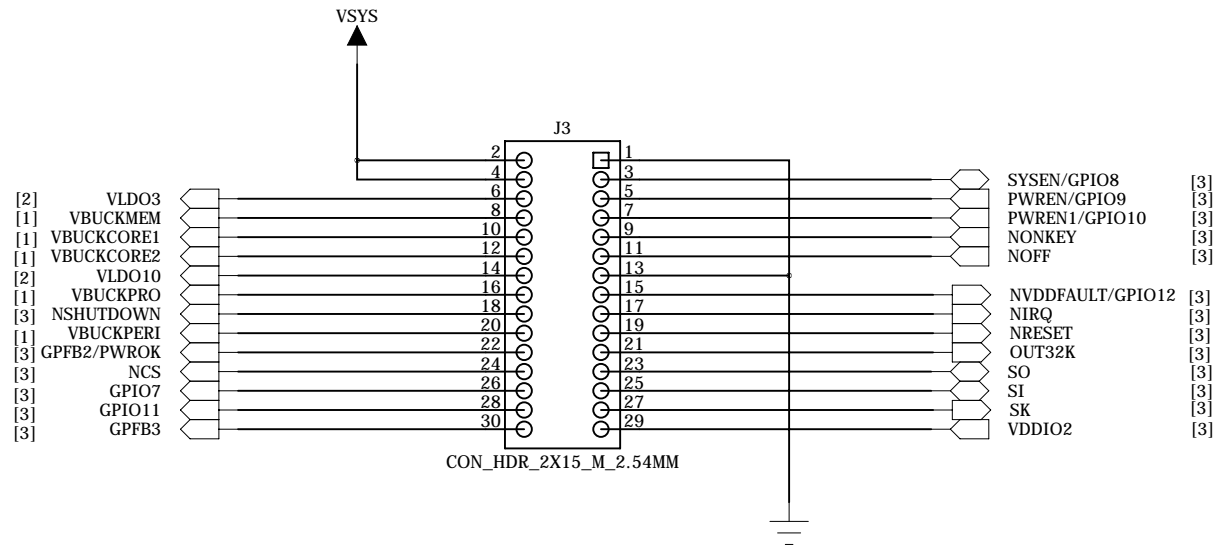 VSYS
J3
2 1
4 3 SYSEN/GPIO8 [3]
[2] VLDO3 6 5 PWREN/GPIO9 [3]
[1] VBUCKMEM 8 7 PWREN1/GPIO10 [3]
[1] VBUCKCORE1 10 9 NONKEY [3]
[1] VBUCKCORE2 12 11 NOFF [3]
[2] VLDO10 14 13
[1] VBUCKPRO 16 15 NVDDFAULT/GPIO12 [3]
[3] NSHUTDOWN 18 17 NIRQ [3]
[1] VBUCKPERI 20 19 NRESET [3]
[3] GPFB2/PWROK 22 21 OUT32K [3]
[3] NCS 24 23 SO [3]
[3] GPIO7 26 25 SI [3]
[3] GPIO11 28 27 SK [3]
[3] GPFB3 30 29 VDDIO2 [3]
CON_HDR_2X15_M_2.54MM